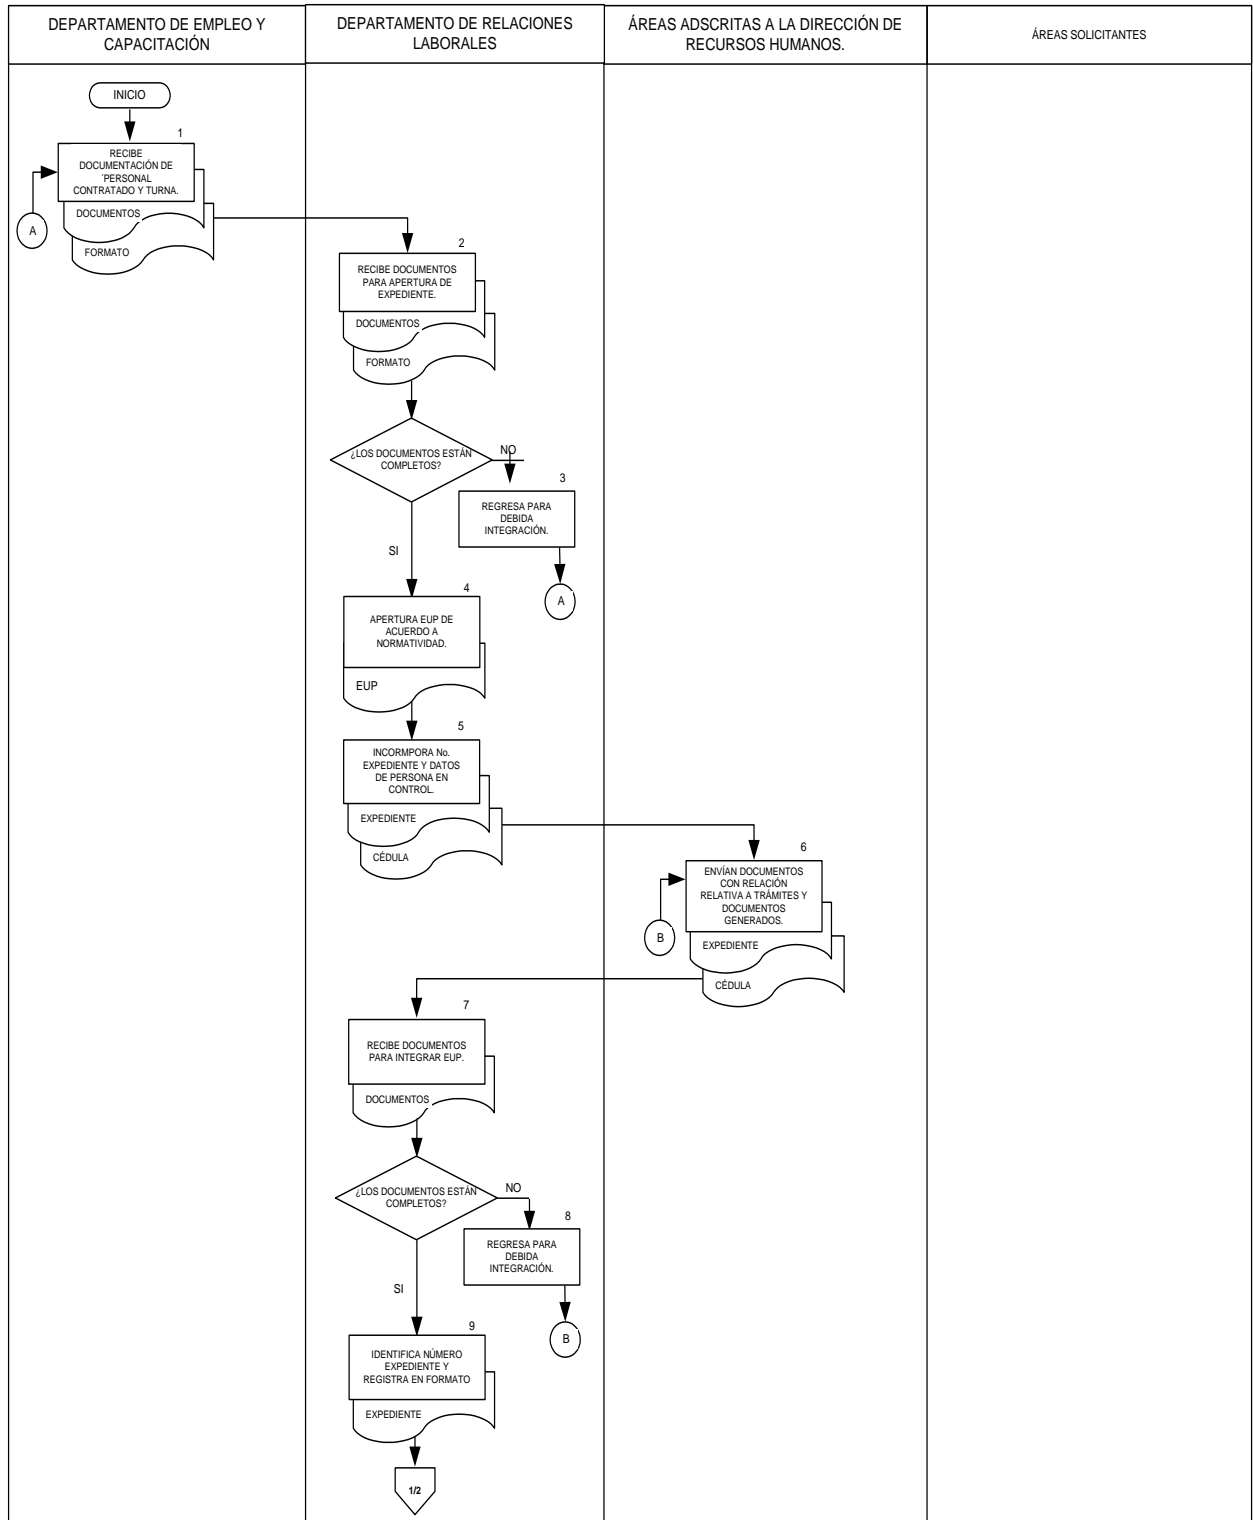 DEPARTAMENTO DE EMPLEO Y
CAPACITACIÓN
DEPARTAMENTO DE RELACIONES
LABORALES
ÁREAS ADSCRITAS A LA DIRECCIÓN DE
RECURSOS HUMANOS.
ÁREAS SOLICITANTES
INICIO
1
RECIBE
DOCUMENTACIÓN DE
´PERSONAL
CONTRATADO Y TURNA.
DOCUMENTOS
FORMATO
A
2
RECIBE DOCUMENTOS
PARA APERTURA DE
EXPEDIENTE.
DOCUMENTOS
FORMATO
¿LOS DOCUMENTOS ESTÁN
COMPLETOS?
NO
3
REGRESA PARA
DEBIDA
INTEGRACIÓN.
A
SI
4
APERTURA EUP DE
ACUERDO A
NORMATIVIDAD.
EUP
5
INCORMPORA No.
EXPEDIENTE Y DATOS
DE PERSONA EN
CONTROL.
EXPEDIENTE
CÉDULA
6
ENVÍAN DOCUMENTOS
CON RELACIÓN
RELATIVA A TRÁMITES Y
DOCUMENTOS
GENERADOS.
EXPEDIENTE
CÉDULA
B
7
RECIBE DOCUMENTOS
PARA INTEGRAR EUP.
DOCUMENTOS
¿LOS DOCUMENTOS ESTÁN
COMPLETOS?
NO
8
REGRESA PARA
DEBIDA
INTEGRACIÓN.
B
SI
9
IDENTIFICA NÚMERO
EXPEDIENTE Y
REGISTRA EN FORMATO
EXPEDIENTE
1/2